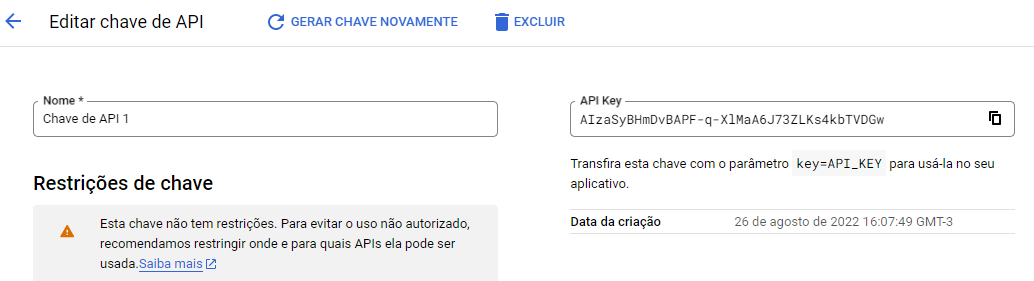 Editar chave de API
GERAR CHAVE NOVAMENTE
EXCLUIR
Nome *
Chave de API 1
Restrições de chave
Esta chave não tem restrições. Para evitar o uso não autorizado,
recomendamos restringir onde e para quais APIs ela pode ser
usada.Saiba mais
API Key
AIzaSyBHmDvBAPF-q-XlMaA6J73ZLKs4kbTVDGw
Transfira esta chave com o parâmetro key=API_KEY para usá-la no seu
aplicativo.
Data da criação 26 de agosto de 2022 16:07:49 GMT-3